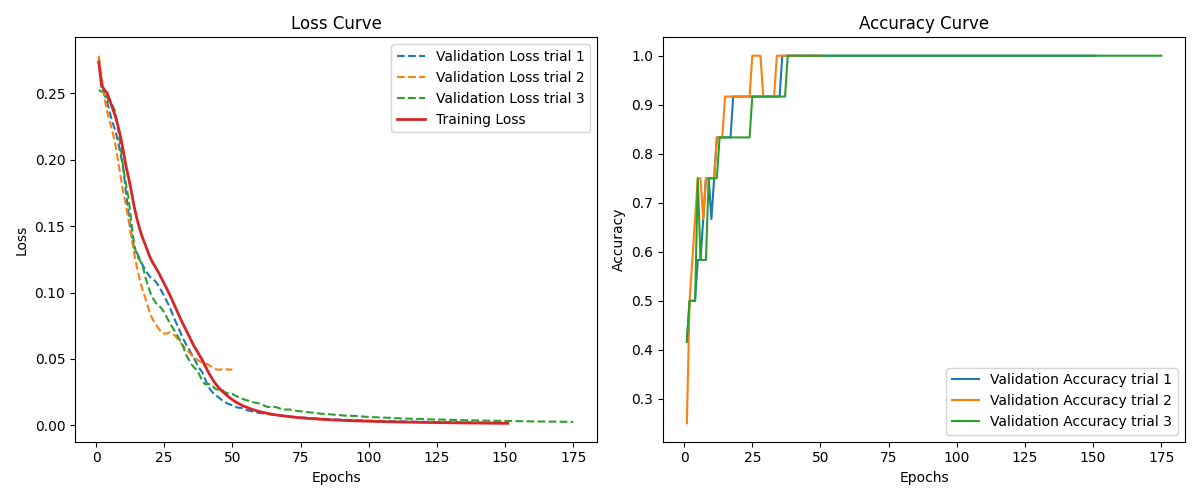 Loss Curve
Loss
0.25
0.20
0.15
0.10
0.05
0.00
Validation Loss trial 1
Validation Loss trial 2
Validation Loss trial 3
Training Loss
0 25 50 75 100 125 150 175
Epochs
Accuracy Curve
Accuracy
1.0
0.9
0.8
0.7
0.6
0.5
0.4
0.3
Validation Accuracy trial 1
Validation Accuracy trial 2
Validation Accuracy trial 3
0 25 50 75 100 125 150 175
Epochs